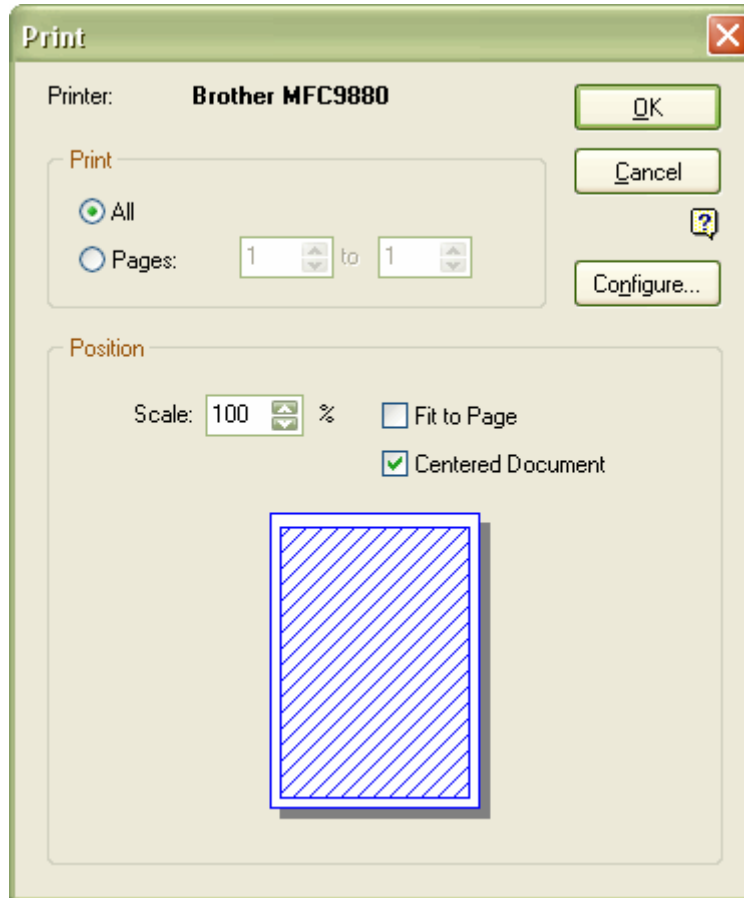 Print
Printer: Brother MFC9880
OK
Print
Cancel
All
?
Pages: 1 to 1
Configure...
Position
Scale: 100 % Fit to Page
Centered Document